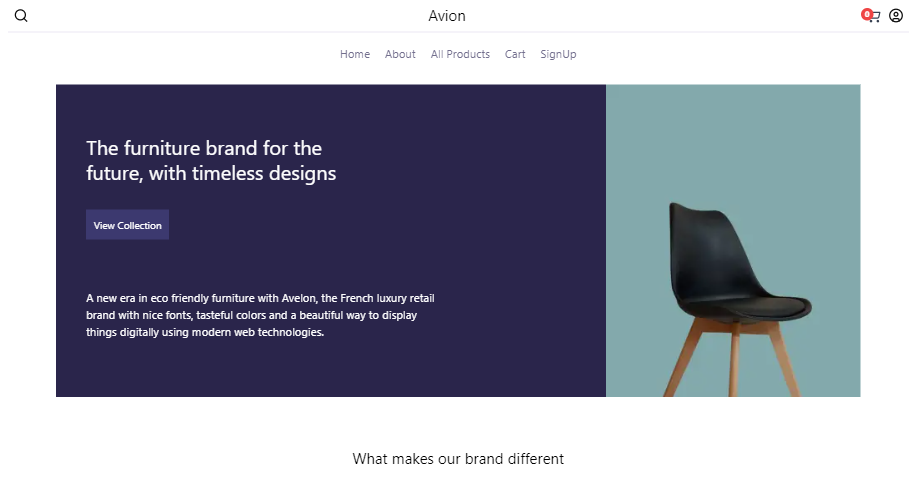 Avion
0
Home About All Products Cart SignUp
The furniture brand for the
future, with timeless designs
View Collection
A new era in eco friendly furniture with Avelon, the French luxury retail
brand with nice fonts, tasteful colors and a beautiful way to display
things digitally using modern web technologies.
What makes our brand different